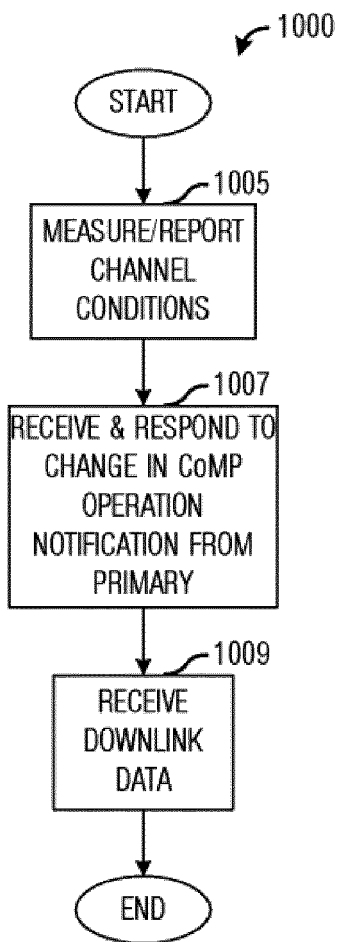 1000
START
1005
MEASURE/REPORT
CHANNEL
CONDITIONS
1007
RECEIVE & RESPOND TO
CHANGE IN CoMP
OPERATION
NOTIFICATION FROM
PRIMARY
1009
RECEIVE
DOWNLINK
DATA
END